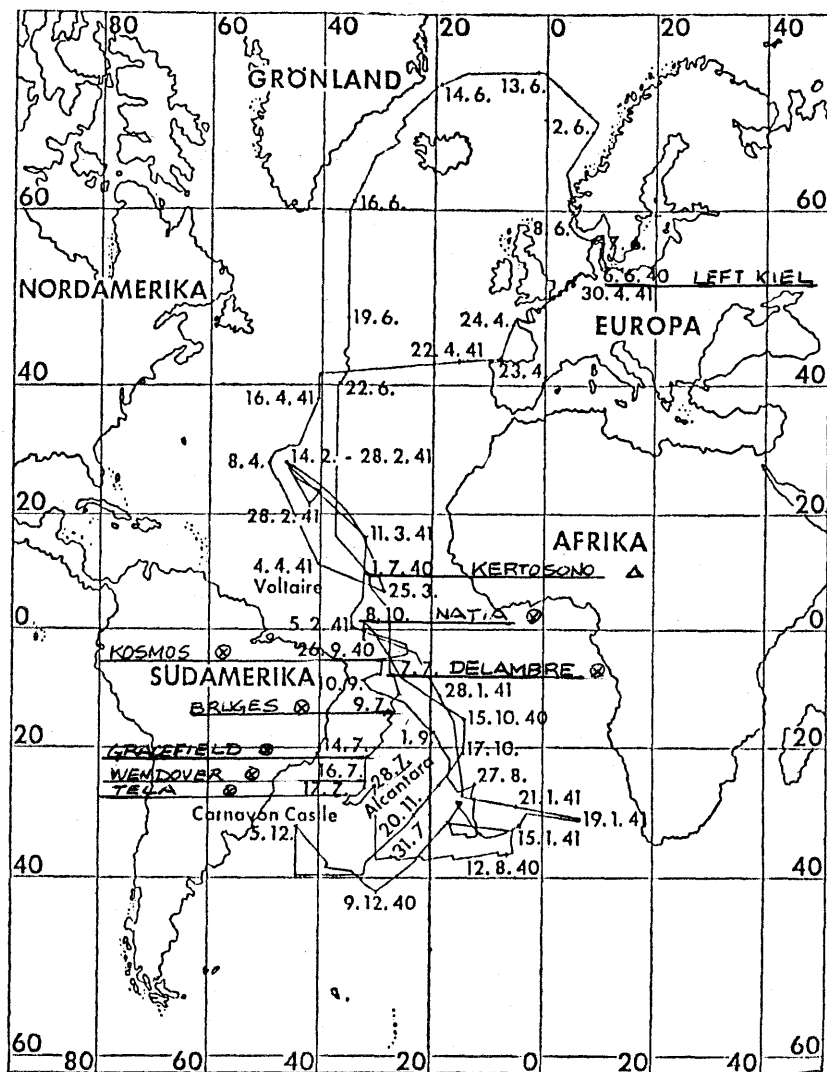 80 60 40 20 0 20 40
GRÖNLAND
14.6. 13.6.
12.6.
60 16.6. 60
8.6. 7.
6.6.40 LEFT KIEL
NORDAMERIKA 30.4.41
19.6. 24.4. EUROPA
22.4.41
23.4.
40 16.4.41 22.6. 40
8.4. 14.2. - 28.2.41
20 28.2.41 20
11.3.41
AFRIKA
4.4.41 1.7.40 KERTOSONO
Voltaire 25.3.
0 5.2.41 8.10. NATIA 0
KOSMOS 26.9.40
7.7. DELAMBRE
SÜDAMERIKA 10.9. 28.1.41
BRUGES 9.7. 15.10.40
1.9.
GRACEFIELD 14.7. 17.10.
20 20
WENDOVER 16.7. 28.7. 27.8.
TELA 17.7. Alcantara
21.1.41
Carnavon Castle 20.11. 19.1.41
5.12. 31.7 15.1.41
12.8.40
40 40
9.12.40
60 60
80 60 40 20 0 20 40